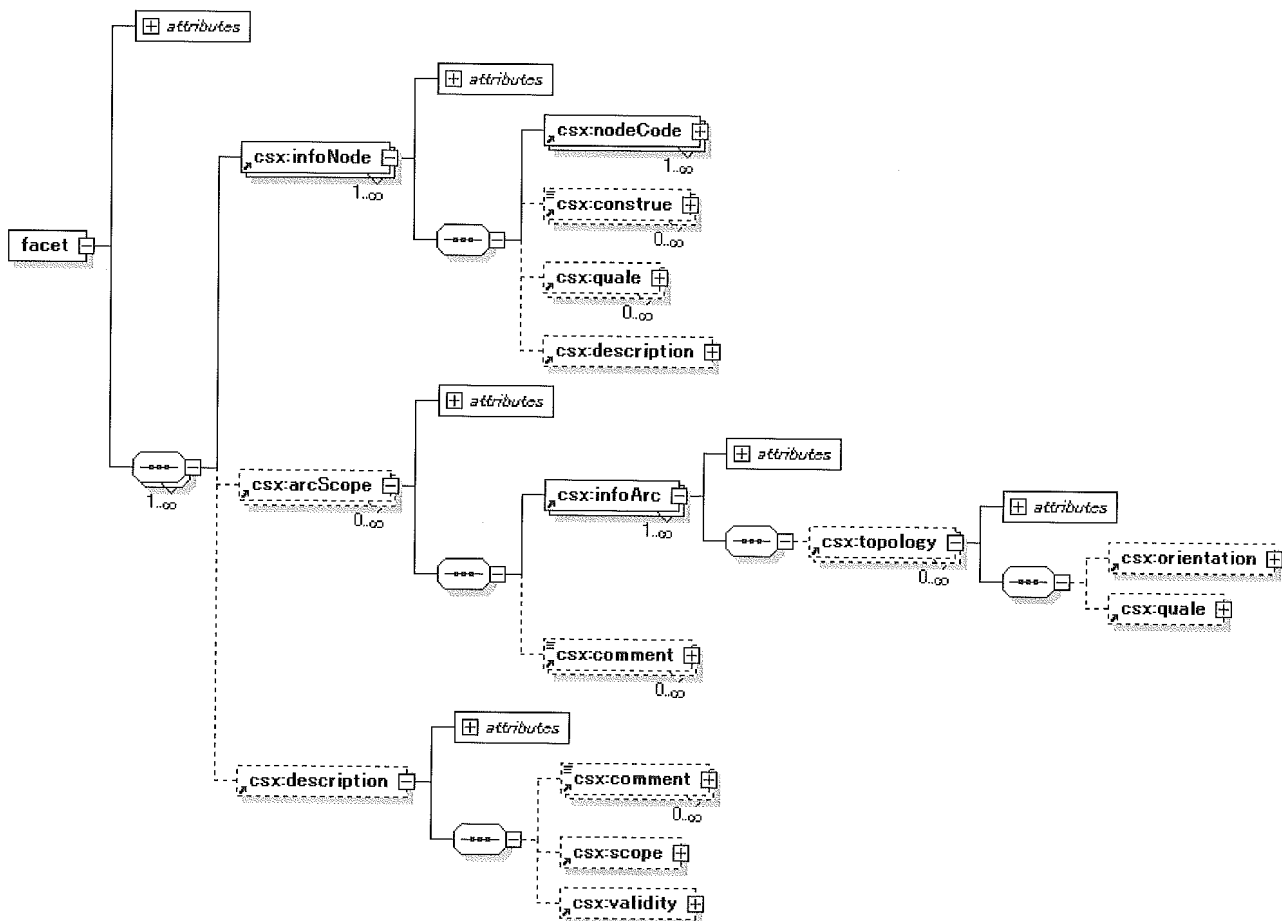 attributes
attributes
csx:nodeCode
1..∞
csx:infoNode
1..∞
csx:construe
0..∞
facet
csx:quale
0..∞
csx:description
attributes
attributes
1..∞
csx:arcScope
0..∞
csx:infoArc
1..∞
attributes
csx:topology
0..∞
csx:orientation
csx:quale
csx:comment
0..∞
attributes
csx:description
csx:comment
0..∞
csx:scope
csx:validity